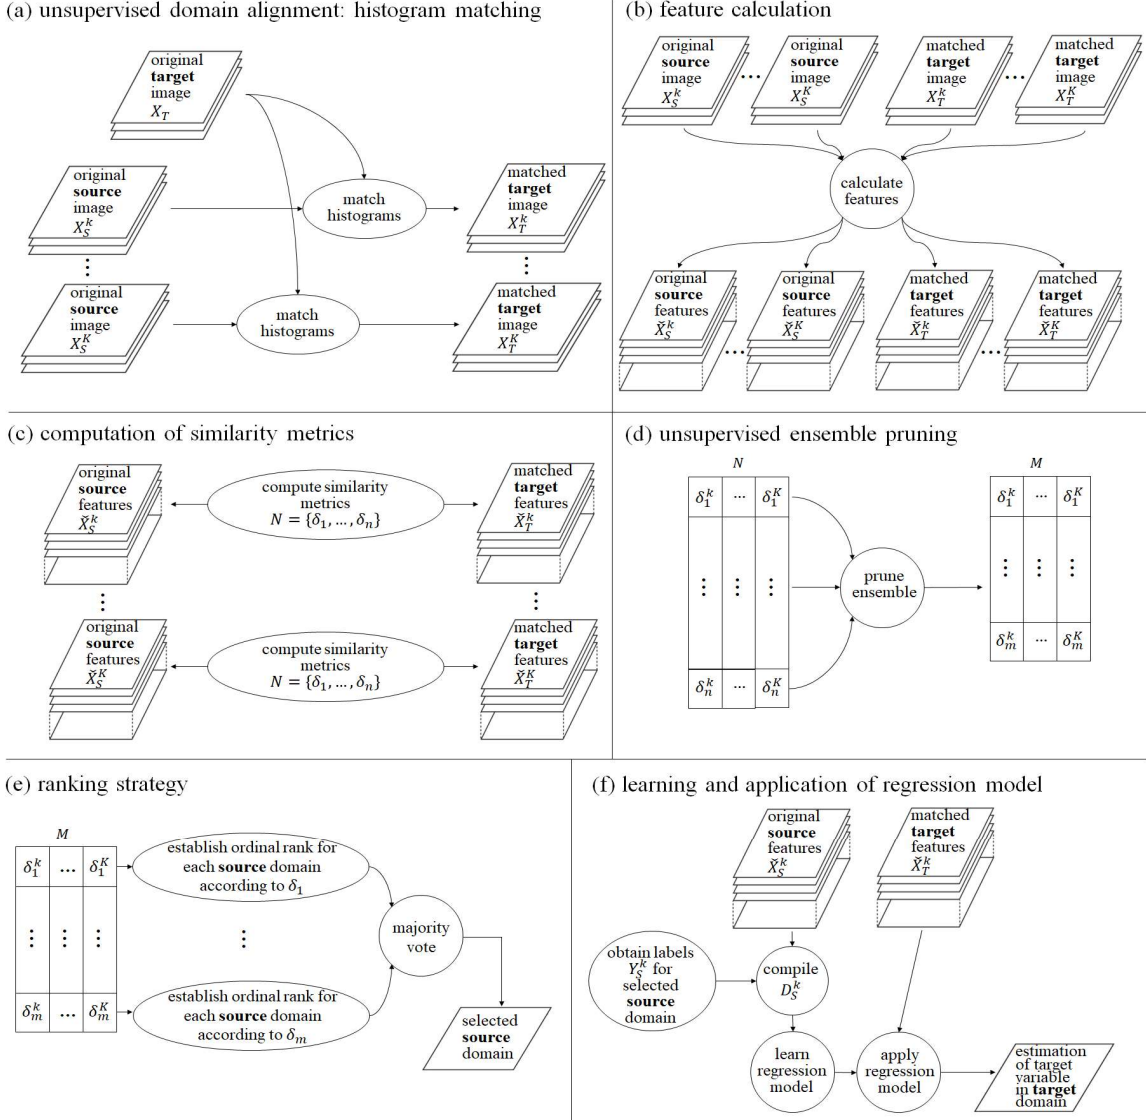 (a) unsupervised domain alignment: histogram matching
original
target
image
X_T
original
source
image
X_S^k
⋮
original
source
image
X_S^K
match
histograms
match
histograms
matched
target
image
X_T^k
⋮
matched
target
image
X_T^K
(b) feature calculation
original
source
image
X_S^k
...
original
source
image
X_S^K
matched
target
image
X_T^k
...
matched
target
image
X_T^K
calculate
features
original
source
features
X̌_S^k
...
original
source
features
X̌_S^K
matched
target
features
X̌_T^k
...
matched
target
features
X̌_T^K
(c) computation of similarity metrics
original
source
features
X̌_S^k
compute similarity
metrics
N = {δ_1, ..., δ_n}
matched
target
features
X̌_T^k
⋮ ⋮
original
source
features
X̌_S^K
compute similarity
metrics
N = {δ_1, ..., δ_n}
matched
target
features
X̌_T^K
(d) unsupervised ensemble pruning
N
δ_1^k ... δ_1^K
⋮ ⋮ ⋮
δ_n^k ... δ_n^K
prune
ensemble
M
δ_1^k ... δ_1^K
⋮ ⋮ ⋮
δ_m^k ... δ_m^K
(e) ranking strategy
M
δ_1^k ... δ_1^K
⋮ ⋮ ⋮
δ_m^k ... δ_m^K
establish ordinal rank for
each source domain
according to δ_1
⋮
establish ordinal rank for
each source domain
according to δ_m
majority
vote
selected
source
domain
(f) learning and application of regression model
original
source
features
X̌_S^k
matched
target
features
X̌_T^k
obtain labels
Y_S^k for
selected
source
domain
compile
D_S^k
learn
regression
model
apply
regression
model
estimation
of target
variable
in target
domain